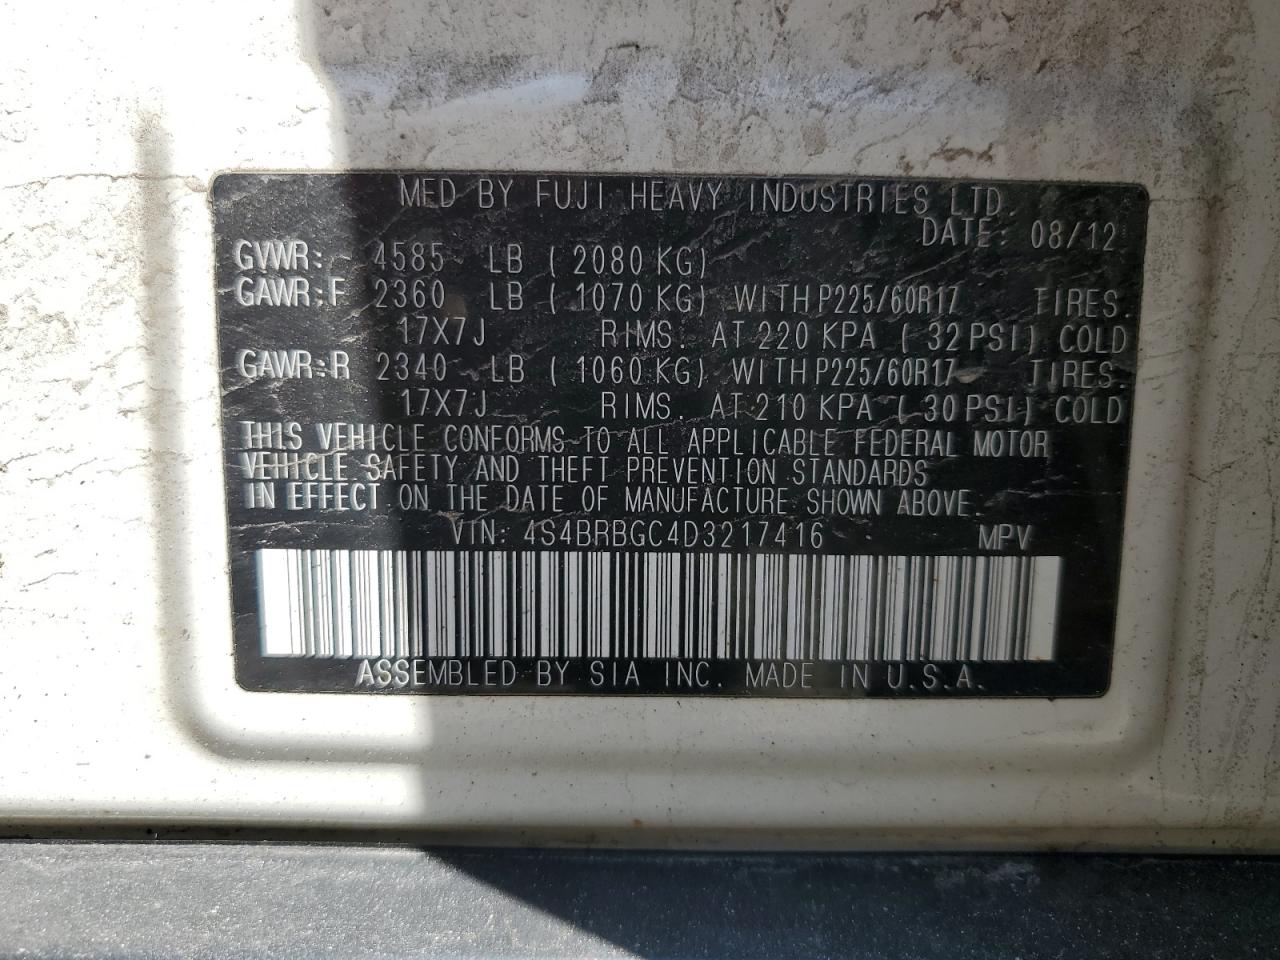 MFD BY FUJI HEAVY INDUSTRIES LTD.
DATE: 08/12
GVWR: 4585 LB (2080 KG)
GAWR:F 2360 LB (1070 KG) WITH P225/60R17 TIRES.
17X7J RIMS. AT 220 KPA (32 PSI) COLD
GAWR:R 2340 LB (1060 KG) WITH P225/60R17 TIRES.
17X7J RIMS. AT 210 KPA (30 PSI) COLD
THIS VEHICLE CONFORMS TO ALL APPLICABLE FEDERAL MOTOR
VEHICLE SAFETY AND THEFT PREVENTION STANDARDS
IN EFFECT ON THE DATE OF MANUFACTURE SHOWN ABOVE.
VIN: 4S4BRBGC4D3217416 MPV
ASSEMBLED BY SIA INC. MADE IN U.S.A.